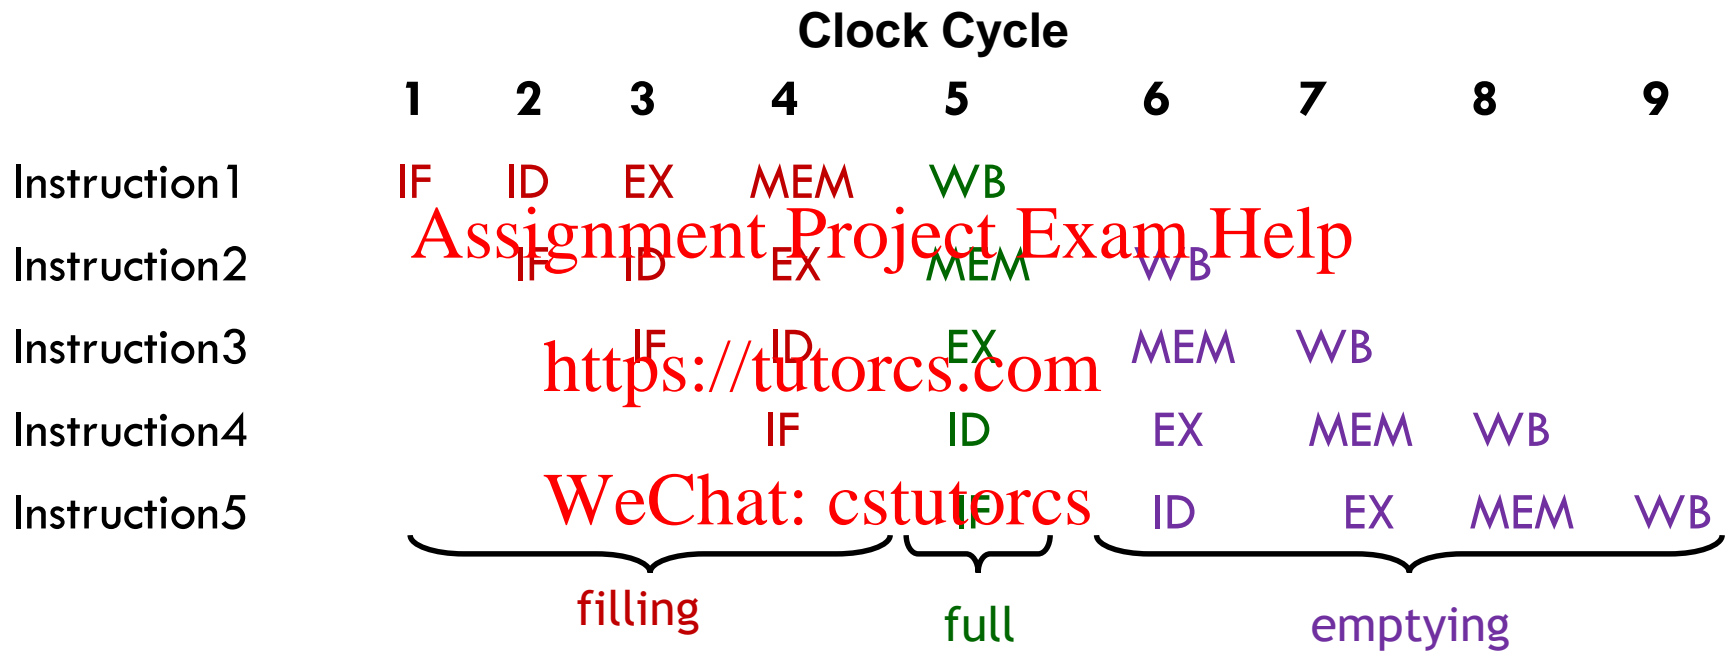 Clock Cycle
1 2 3 4 5 6 7 8 9
Instruction1 IF ID EX MEM WB
Assignment Project Exam Help
Instruction2 IF ID EX MEM WB
Instruction3 IF ID EX MEM WB
https://tutorcs.com
Instruction4 IF ID EX MEM WB
WeChat: cstutorcs
Instruction5 IF ID EX MEM WB
filling full emptying